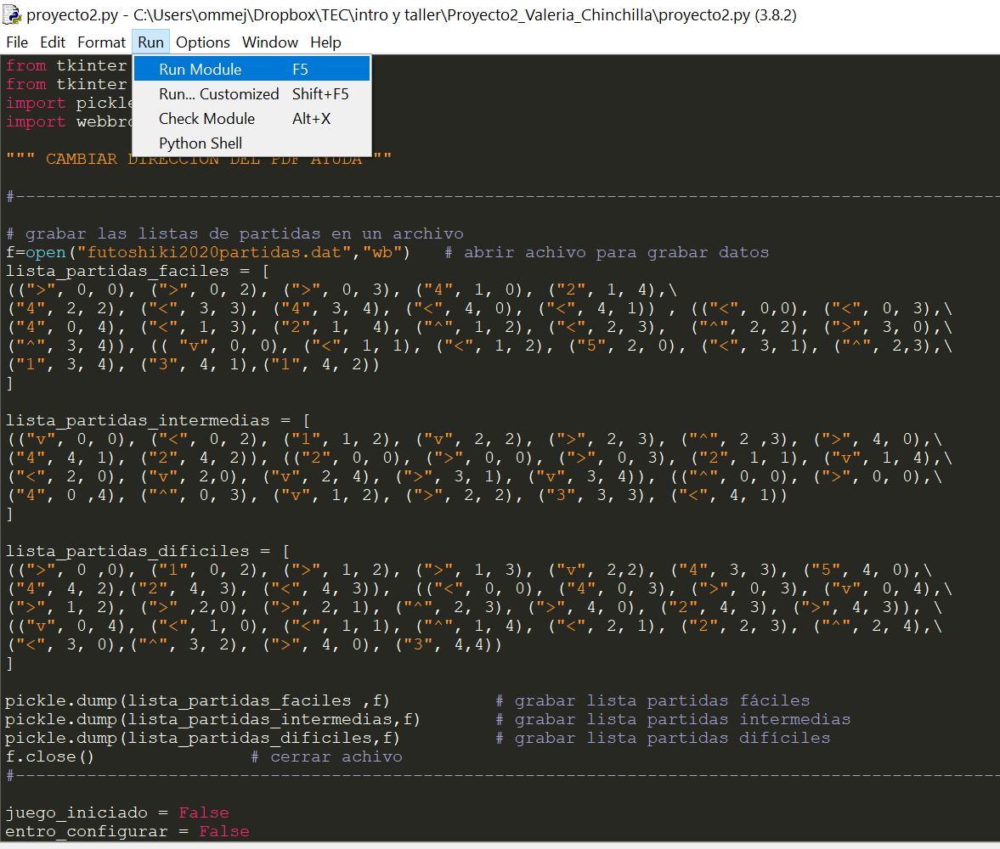 proyecto2.py - C:\Users\ommej\Dropbox\TEC\intro y taller\Proyecto2_Valeria_Chinchilla\proyecto2.py (3.8.2)
File Edit Format Run Options Window Help
Run Module F5
Run... Customized Shift+F5
Check Module Alt+X
Python Shell
from tkinter
from tkinter
import pickle
import webbro
""" CAMBIAR DIRECCION DEL PDF AYUDA ""
#--------------------------------------------------------------------------------------------------
# grabar las listas de partidas en un archivo
f=open("futoshiki2020partidas.dat","wb")   # abrir achivo para grabar datos
lista_partidas_faciles = [
((">", 0, 0), (">", 0, 2), (">", 0, 3), ("4", 1, 0), ("2", 1, 4),\
("4", 2, 2), ("<", 3, 3), ("4", 3, 4), ("<", 4, 0), ("<", 4, 1)) , (("<", 0,0), ("<", 0, 3),\
("4", 0, 4), ("<", 1, 3), ("2", 1,  4), ("^", 1, 2), ("<", 2, 3),  ("^", 2, 2), (">", 3, 0),\
("^", 3, 4)), (( "v", 0, 0), ("<", 1, 1), ("<", 1, 2), ("5", 2, 0), ("<", 3, 1), ("^", 2,3),\
("1", 3, 4), ("3", 4, 1),("1", 4, 2))
]
lista_partidas_intermedias = [
(("v", 0, 0), ("<", 0, 2), ("1", 1, 2), ("v", 2, 2), (">", 2, 3), ("^", 2 ,3), (">", 4, 0),\
("4", 4, 1), ("2", 4, 2)), (("2", 0, 0), (">", 0, 0), (">", 0, 3), ("2", 1, 1), ("v", 1, 4),\
("<", 2, 0), ("v", 2,0), ("v", 2, 4), (">", 3, 1), ("v", 3, 4)), (("^", 0, 0), (">", 0, 0),\
("4", 0 ,4), ("^", 0, 3), ("v", 1, 2), (">", 2, 2), ("3", 3, 3), ("<", 4, 1))
]
lista_partidas_dificiles = [
((">", 0 ,0), ("1", 0, 2), (">", 1, 2), (">", 1, 3), ("v", 2,2), ("4", 3, 3), ("5", 4, 0),\
("4", 4, 2),("2", 4, 3), ("<", 4, 3)),  (("<", 0, 0), ("4", 0, 3),(">", 0, 3), ("v", 0, 4),\
(">", 1, 2), (">" ,2,0), (">", 2, 1), ("^", 2, 3), (">", 4, 0), ("2", 4, 3), (">", 4, 3)), \
(("v", 0, 4), ("<", 1, 0), ("<", 1, 1), ("^", 1, 4), ("<", 2, 1), ("2", 2, 3), ("^", 2, 4),\
("<", 3, 0),("^", 3, 2), (">", 4, 0), ("3", 4,4))
]
pickle.dump(lista_partidas_faciles ,f)          # grabar lista partidas fáciles
pickle.dump(lista_partidas_intermedias,f)       # grabar lista partidas intermedias
pickle.dump(lista_partidas_dificiles,f)         # grabar lista partidas difíciles
f.close()               # cerrar achivo
#--------------------------------------------------------------------------------------------------
juego_iniciado = False
entro_configurar = False